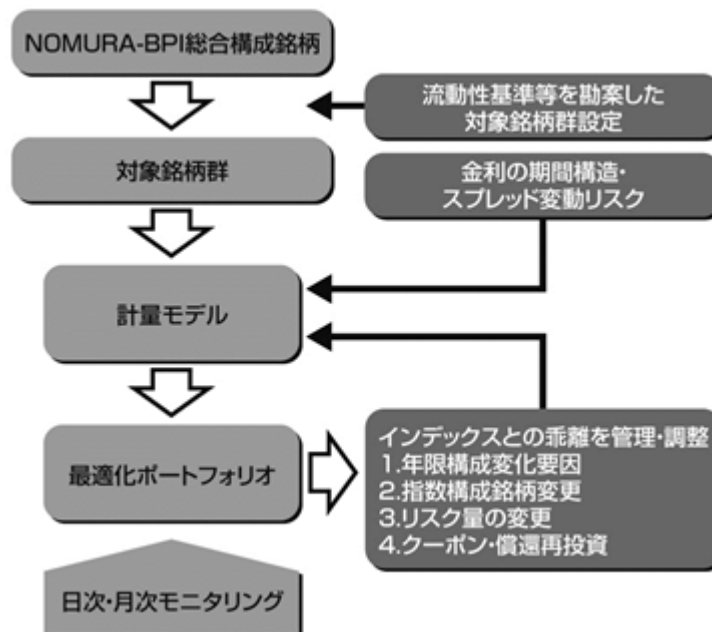 NOMURA-BPI総合構成銘柄
流動性基準等を勘案した
対象銘柄群設定
対象銘柄群
金利の期間構造・
スプレッド変動リスク
計量モデル
最適化ポートフォリオ
インデックスとの乖離を管理・調整
1.年限構成変化要因
2.指数構成銘柄変更
3.リスク量の変更
4.クーポン・償還再投資
日次・月次モニタリング